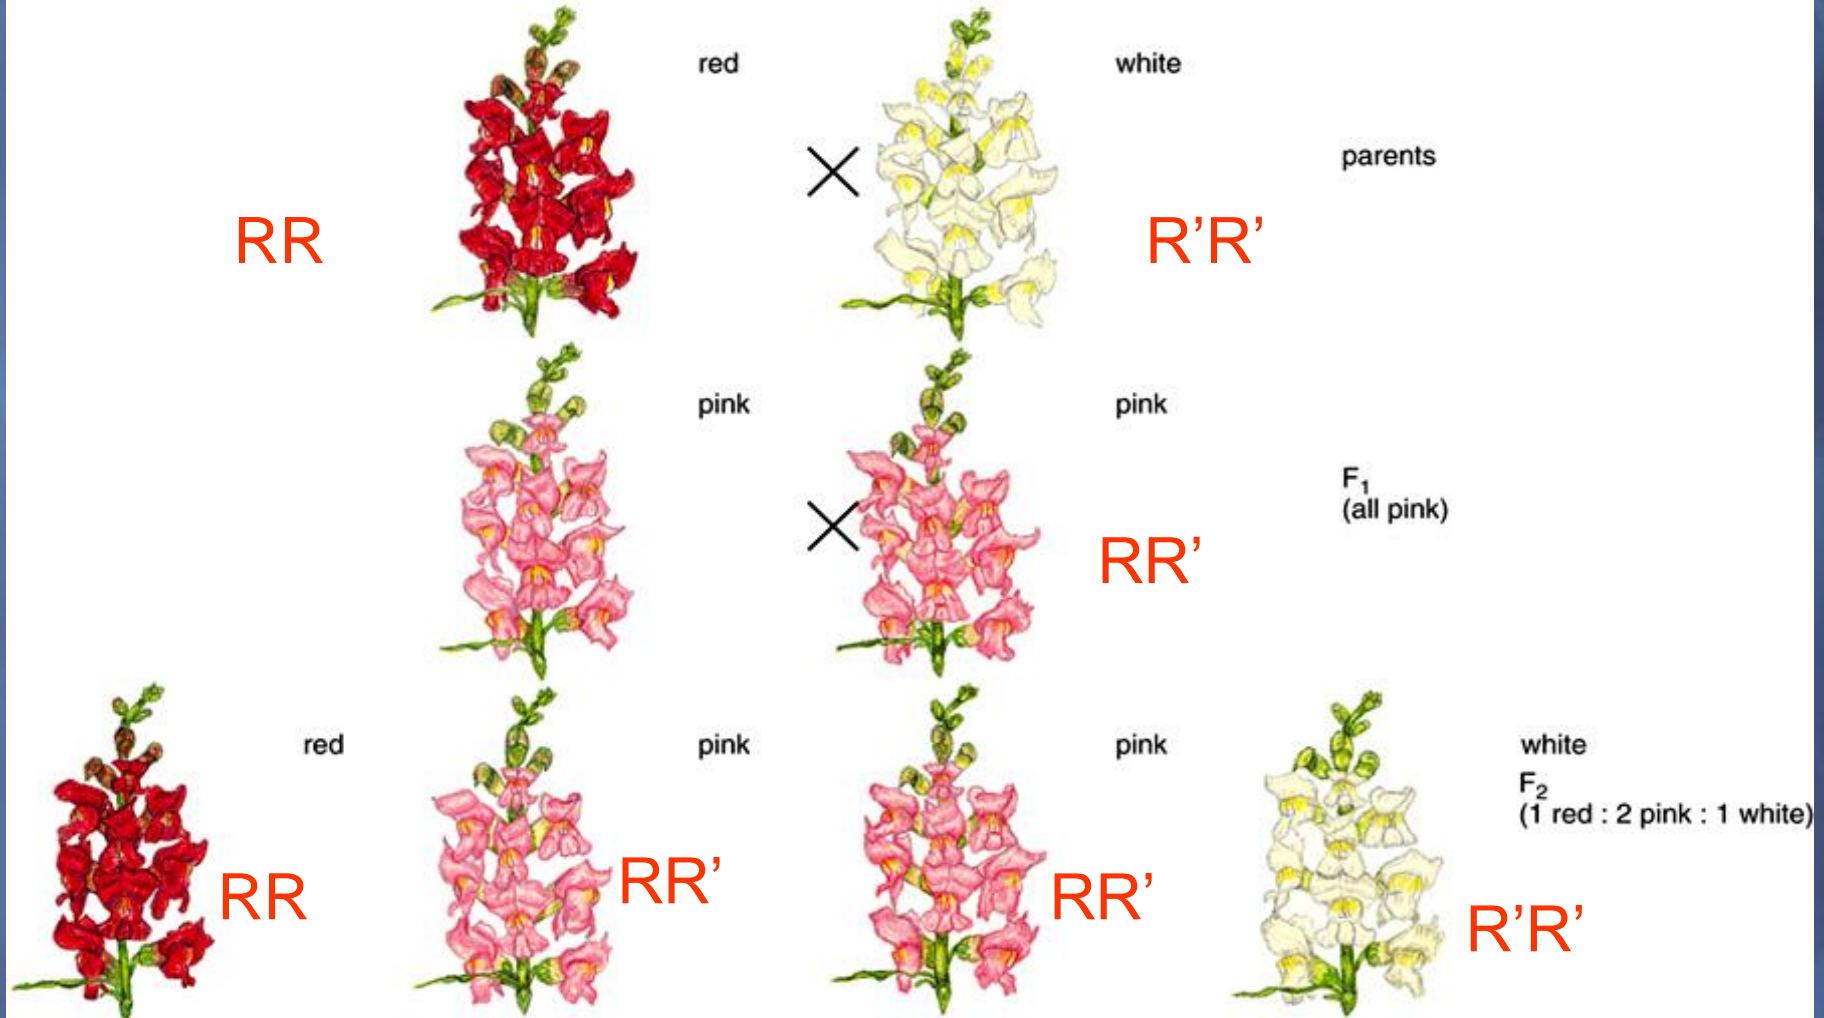 red
white
parents
RR
R’R’
pink
pink
F₁
(all pink)
RR’
red
pink
pink
white
F₂
(1 red : 2 pink : 1 white)
RR
RR’
RR’
R’R’